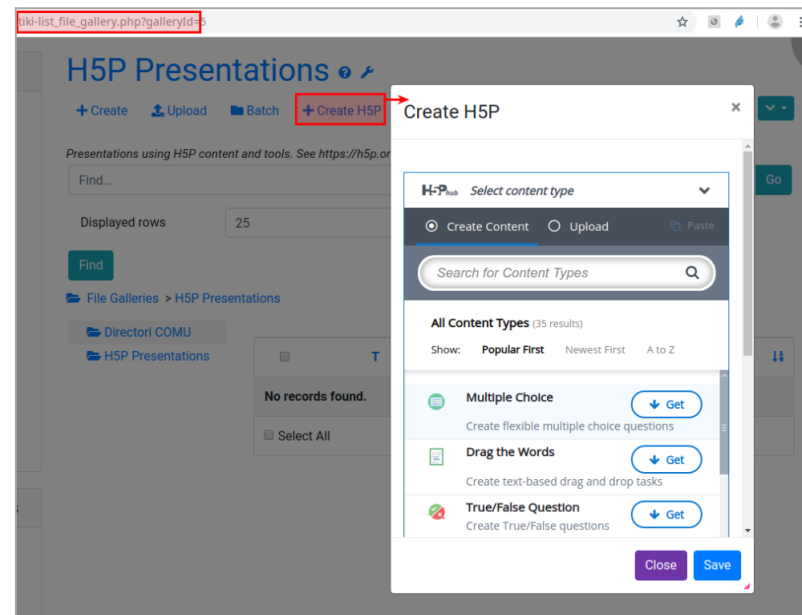 tiki-list_file_gallery.php?galleryId=5
H5P Presentations
Create Upload Batch Create H5P
Presentations using H5P content and tools. See https://h5p.or
Find...
Go
Displayed rows 25
Find
File Galleries > H5P Presentations
Directori COMU
H5P Presentations
T
No records found.
Select All
Create H5P ×
H5P hub Select content type
Create Content Upload Paste
Search for Content Types
All Content Types (35 results)
Show: Popular First Newest First A to Z
Multiple Choice
Get
Create flexible multiple choice questions
Drag the Words
Get
Create text-based drag and drop tasks
True/False Question
Get
Create True/False questions
Close Save